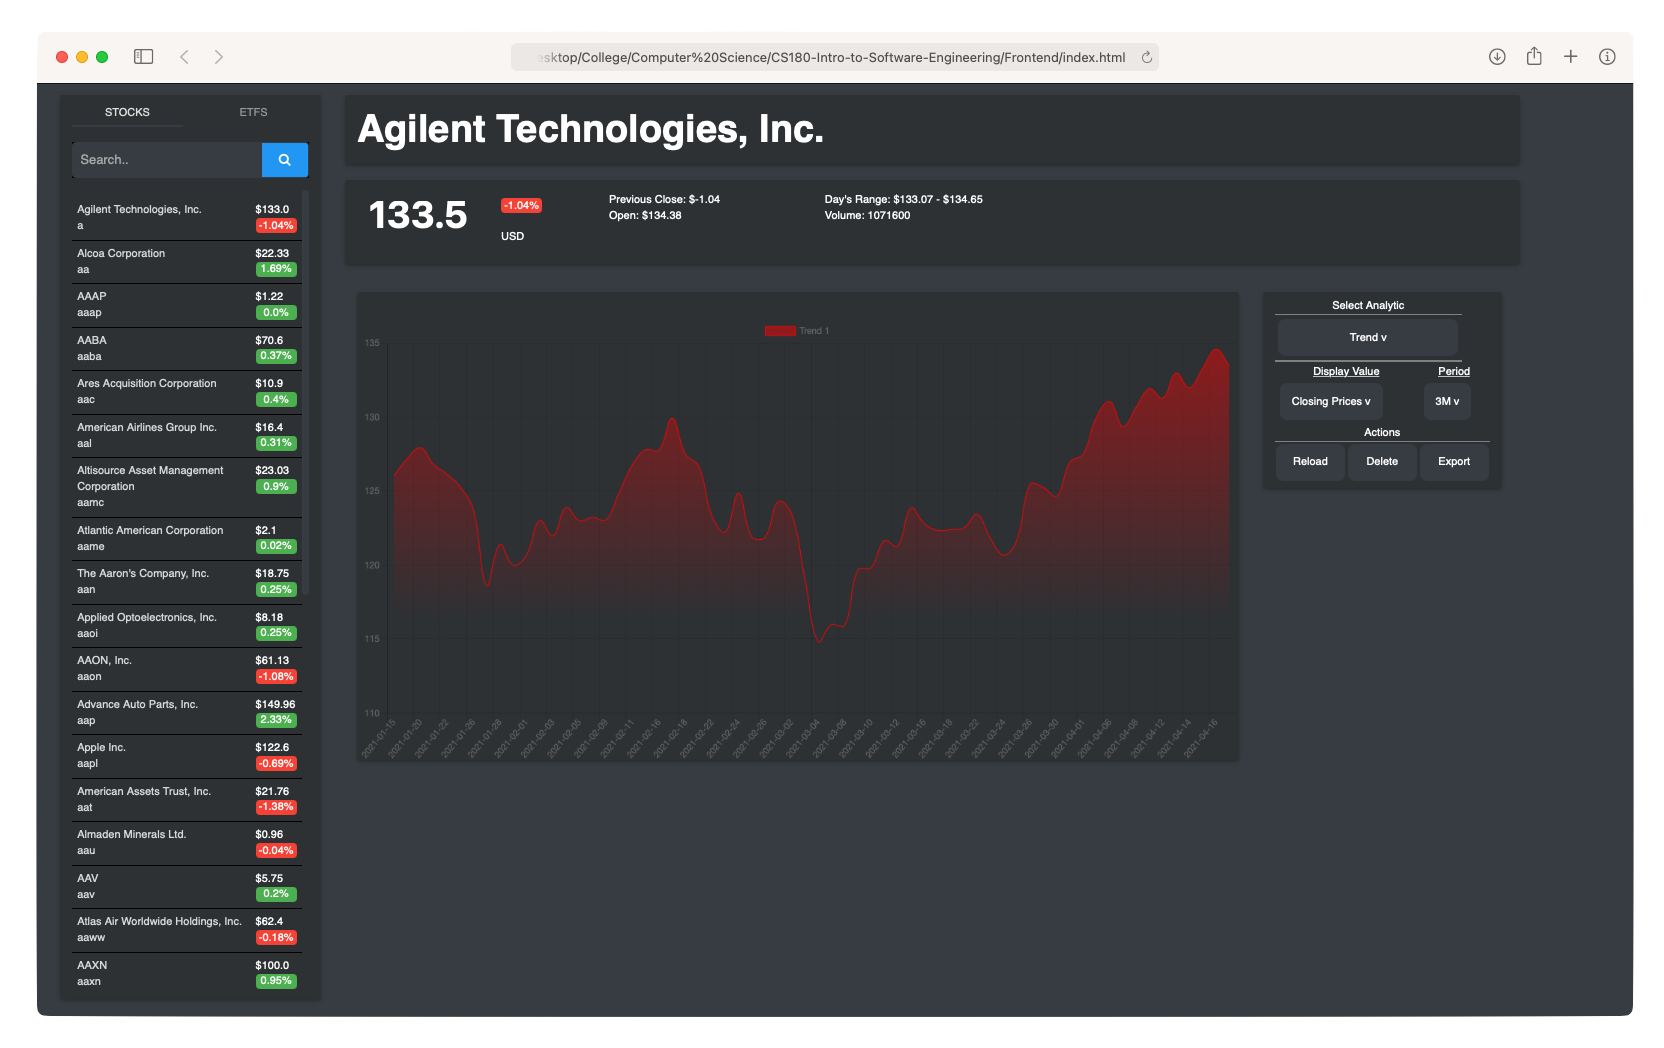 esktop/College/Computer%20Science/CS180-Intro-to-Software-Engineering/Frontend/index.html
STOCKS ETFS
Search..
Agilent Technologies, Inc. $133.0
a -1.04%
Alcoa Corporation $22.33
aa 1.69%
AAAP $1.22
aaap 0.0%
AABA $70.6
aaba 0.37%
Ares Acquisition Corporation $10.9
aac 0.4%
American Airlines Group Inc. $16.4
aal 0.31%
Altisource Asset Management $23.03
Corporation 0.9%
aamc
Atlantic American Corporation $2.1
aame 0.02%
The Aaron's Company, Inc. $18.75
aan 0.25%
Applied Optoelectronics, Inc. $8.18
aaoi 0.25%
AAON, Inc. $61.13
aaon -1.08%
Advance Auto Parts, Inc. $149.96
aap 2.33%
Apple Inc. $122.6
aapl -0.69%
American Assets Trust, Inc. $21.76
aat -1.38%
Almaden Minerals Ltd. $0.96
aau -0.04%
AAV $5.75
aav 0.2%
Atlas Air Worldwide Holdings, Inc. $62.4
aaww -0.18%
AAXN $100.0
aaxn 0.95%
Agilent Technologies, Inc.
133.5 -1.04%
USD
Previous Close: $-1.04
Open: $134.38
Day's Range: $133.07 - $134.65
Volume: 1071600
Trend 1
135
130
125
120
115
110
2021-01-15 2021-01-20 2021-01-22 2021-01-26 2021-01-28 2021-02-01 2021-02-03 2021-02-05 2021-02-09 2021-02-11 2021-02-16 2021-02-18 2021-02-22 2021-02-24 2021-02-26 2021-03-02 2021-03-04 2021-03-08 2021-03-10 2021-03-12 2021-03-16 2021-03-18 2021-03-22 2021-03-24 2021-03-26 2021-03-30 2021-04-01 2021-04-06 2021-04-08 2021-04-12 2021-04-14 2021-04-16
Select Analytic
Trend v
Display Value Period
Closing Prices v 3M v
Actions
Reload Delete Export